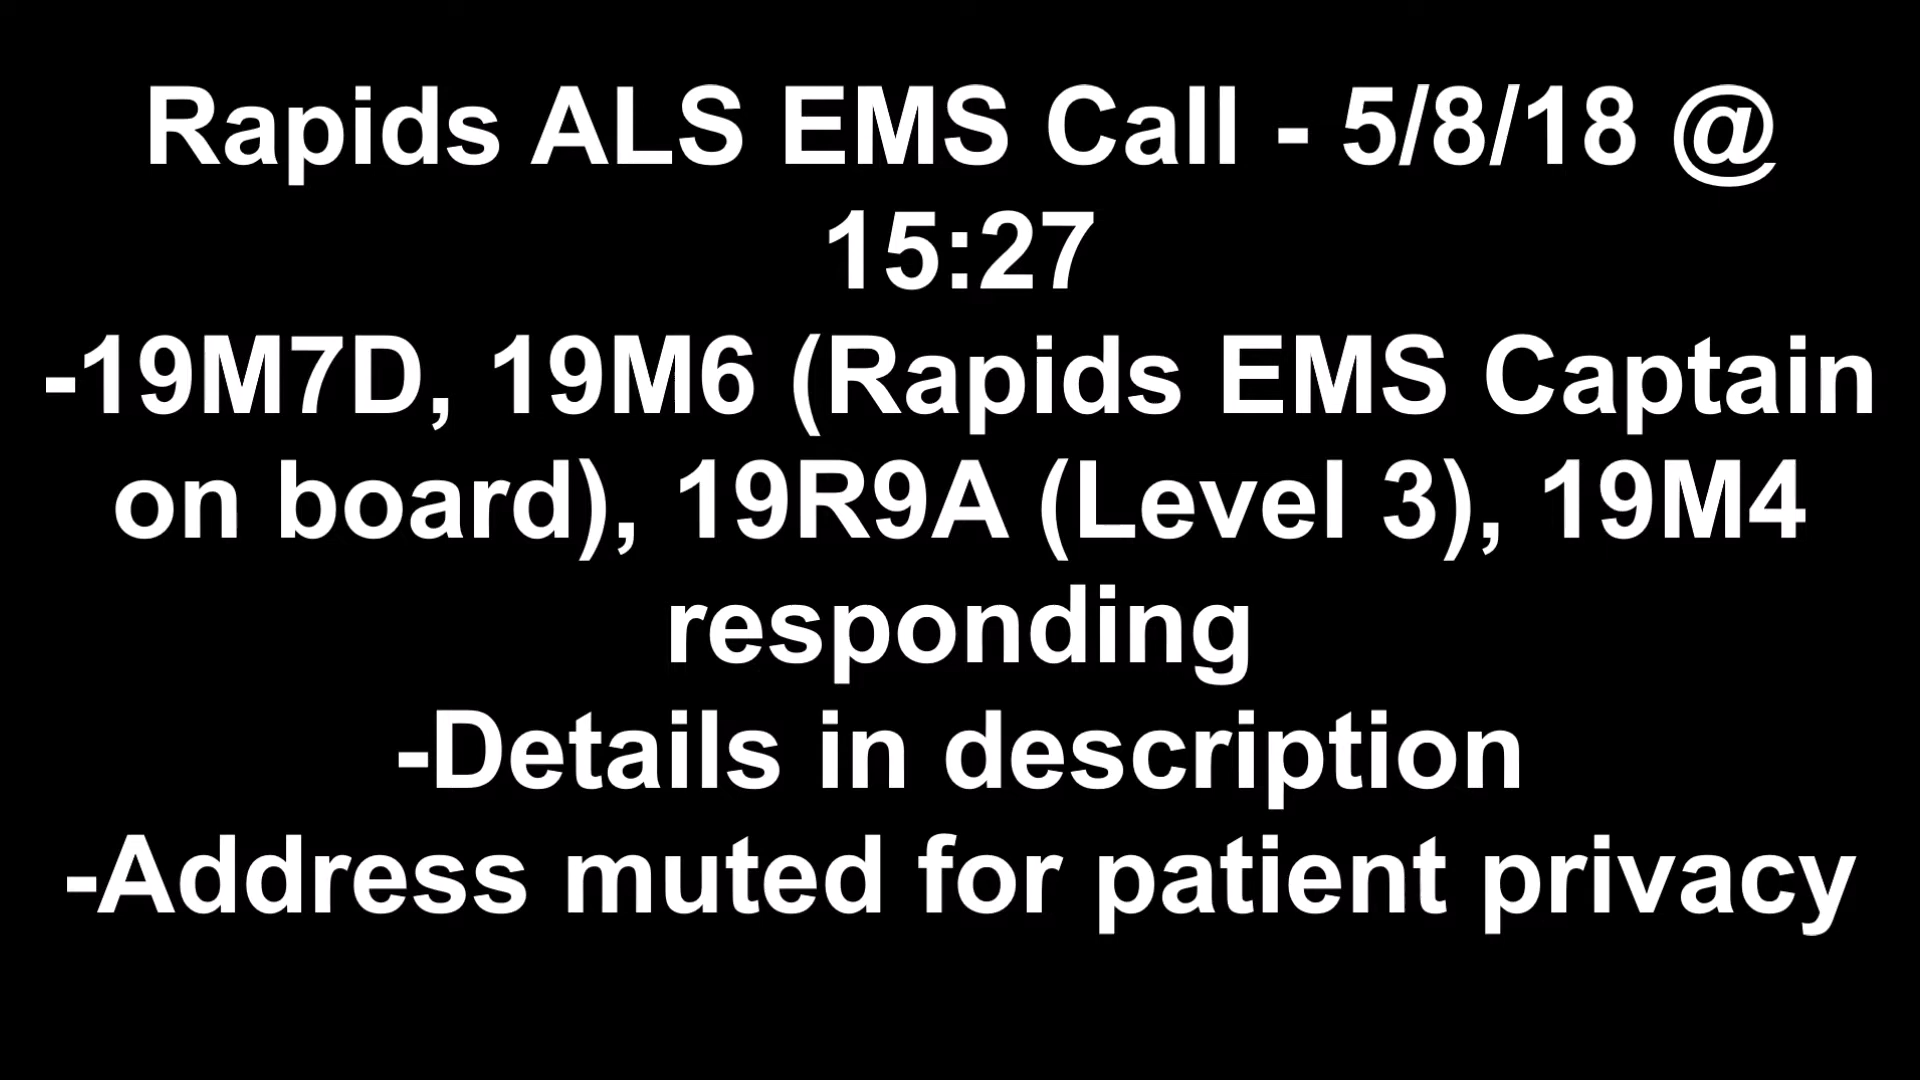 Rapids ALS EMS Call - 5/8/18 @
15:27
-19M7D, 19M6 (Rapids EMS Captain
on board), 19R9A (Level 3), 19M4
responding
-Details in description
-Address muted for patient privacy